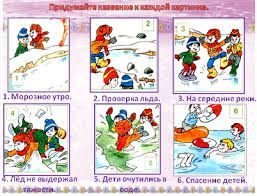 Придумайте название к каждой картинке.
1. Морозное утро.
2. Проверка льда.
3. На середине реки.
4. Лёд не выдержал
тяжести.
5. Дети очутились в
воде.
6. Спасение детей.